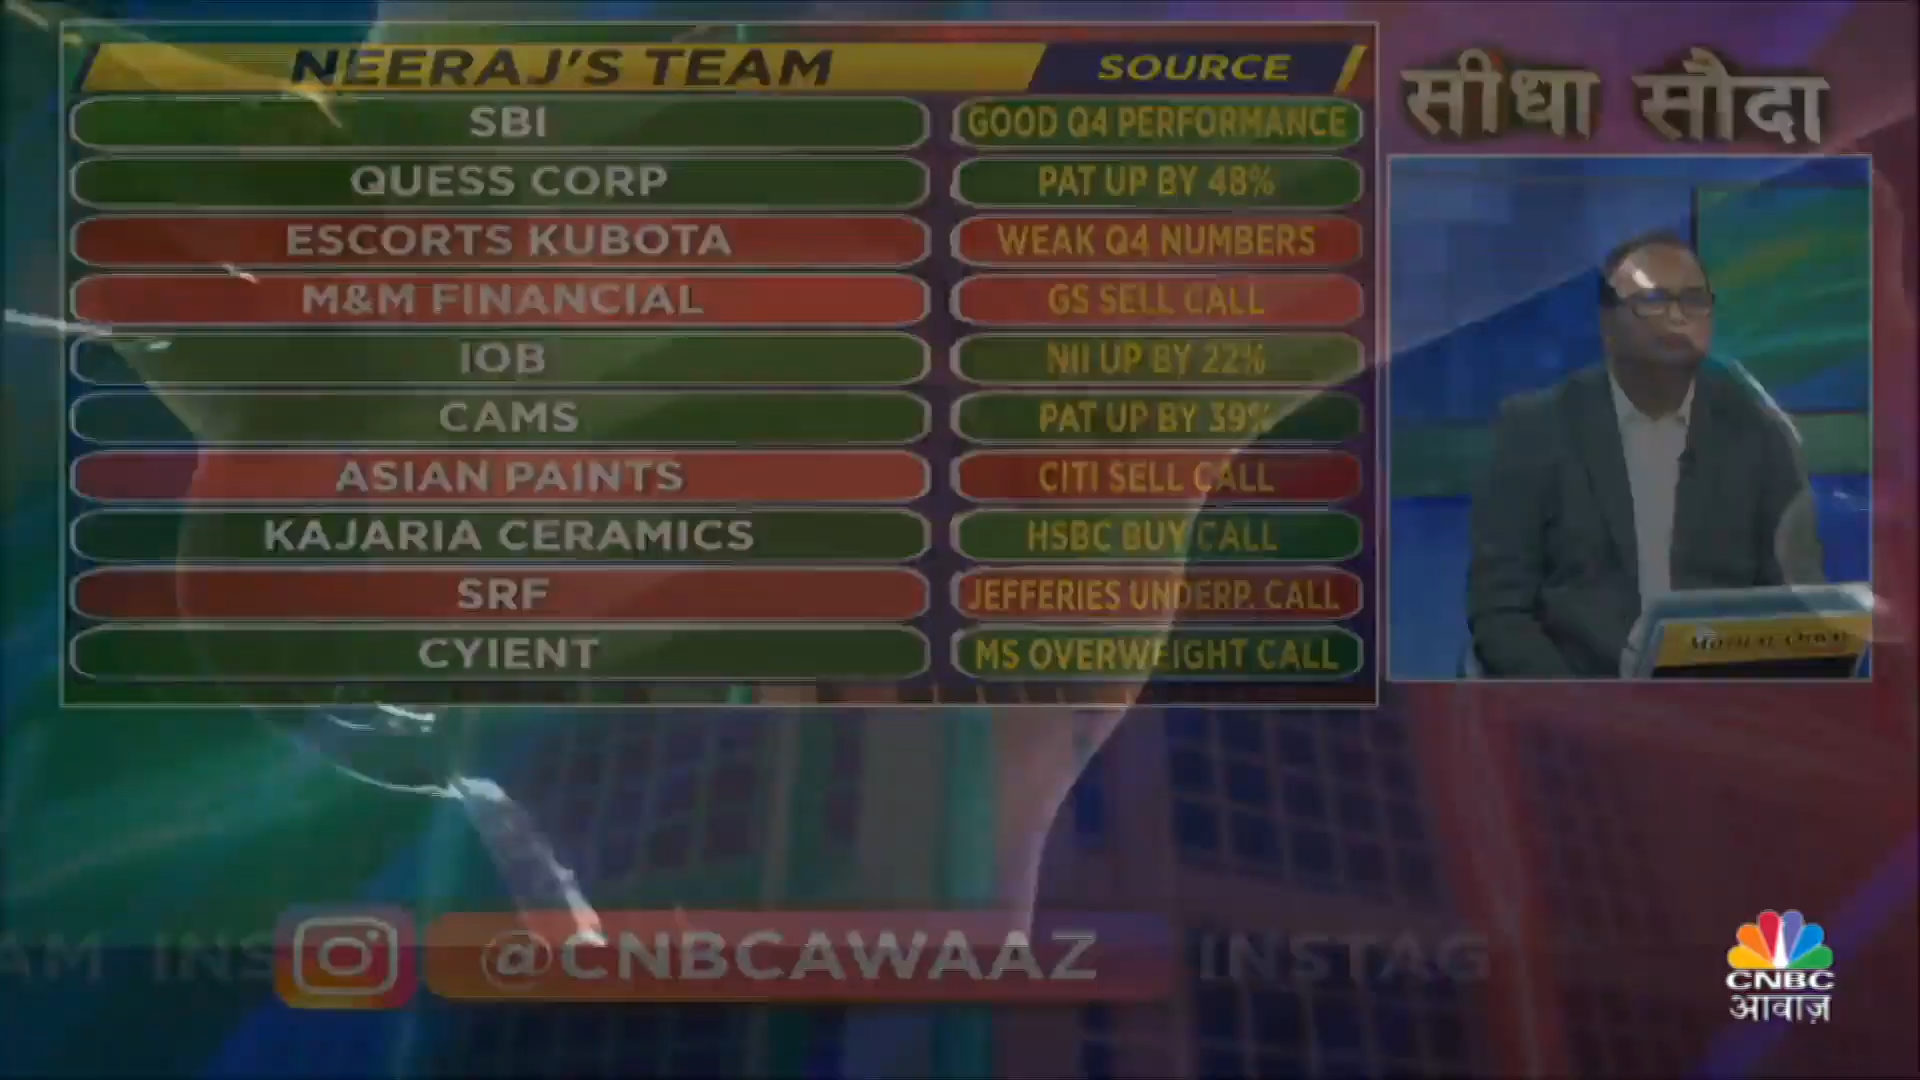 NEERAJ'S TEAM SOURCE
SBI GOOD Q4 PERFORMANCE
QUESS CORP PAT UP BY 48%
ESCORTS KUBOTA WEAK Q4 NUMBERS
M&M FINANCIAL GS SELL CALL
IOB NII UP BY 22%
CAMS PAT UP BY 39%
ASIAN PAINTS CITI SELL CALL
KAJARIA CERAMICS HSBC BUY CALL
SRF JEFFERIES UNDERP. CALL
CYIENT MS OVERWEIGHT CALL
सीधा सौदा
AM INS @CNBCAWAAZ INSTAG
CNBC
आवाज़